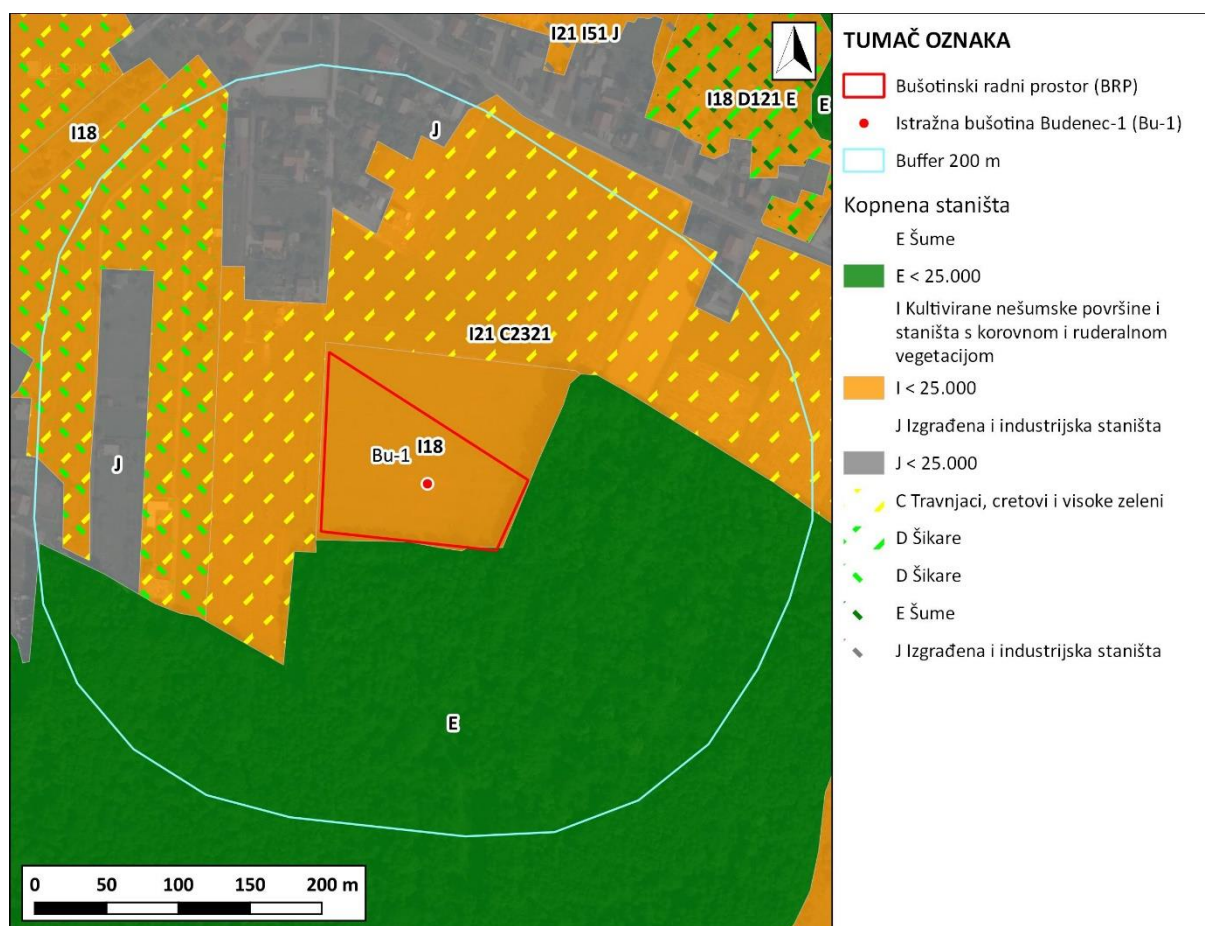 I21 I51 J
I18 D121 E
E
I18
J
I21 C2321
I18
Bu-1
J
E
0 50 100 150 200 m
TUMAČ OZNAKA
Bušotinski radni prostor (BRP)
Istražna bušotina Budenec-1 (Bu-1)
Buffer 200 m
Kopnena staništa
E Šume
E < 25.000
I Kultivirane nešumske površine i
staništa s korovnom i ruderalnom
vegetacijom
I < 25.000
J Izgrađena i industrijska staništa
J < 25.000
C Travnjaci, cretovi i visoke zeleni
D Šikare
D Šikare
E Šume
J Izgrađena i industrijska staništa